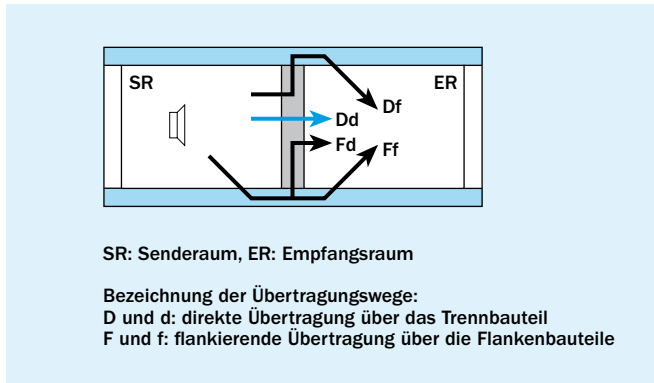 SR
ER
Df
Dd
Fd
Ff
SR: Senderaum, ER: Empfangsraum
Bezeichnung der Übertragungswege:
D und d: direkte Übertragung über das Trennbauteil
F und f: flankierende Übertragung über die Flankenbauteile